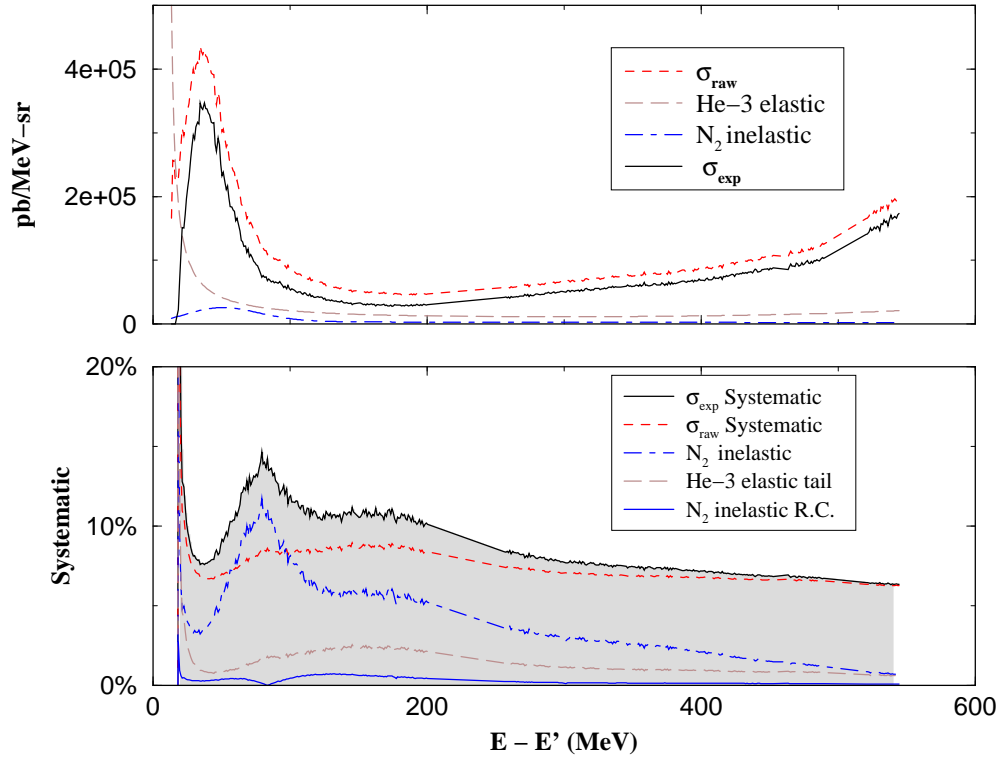 pb/MeV−sr
4e+05
2e+05
0
σraw
He−3 elastic
N2 inelastic
σexp
Systematic
20%
10%
0%
σexp Systematic
σraw Systematic
N2 inelastic
He−3 elastic tail
N2 inelastic R.C.
0
200
400
600
E − E’ (MeV)